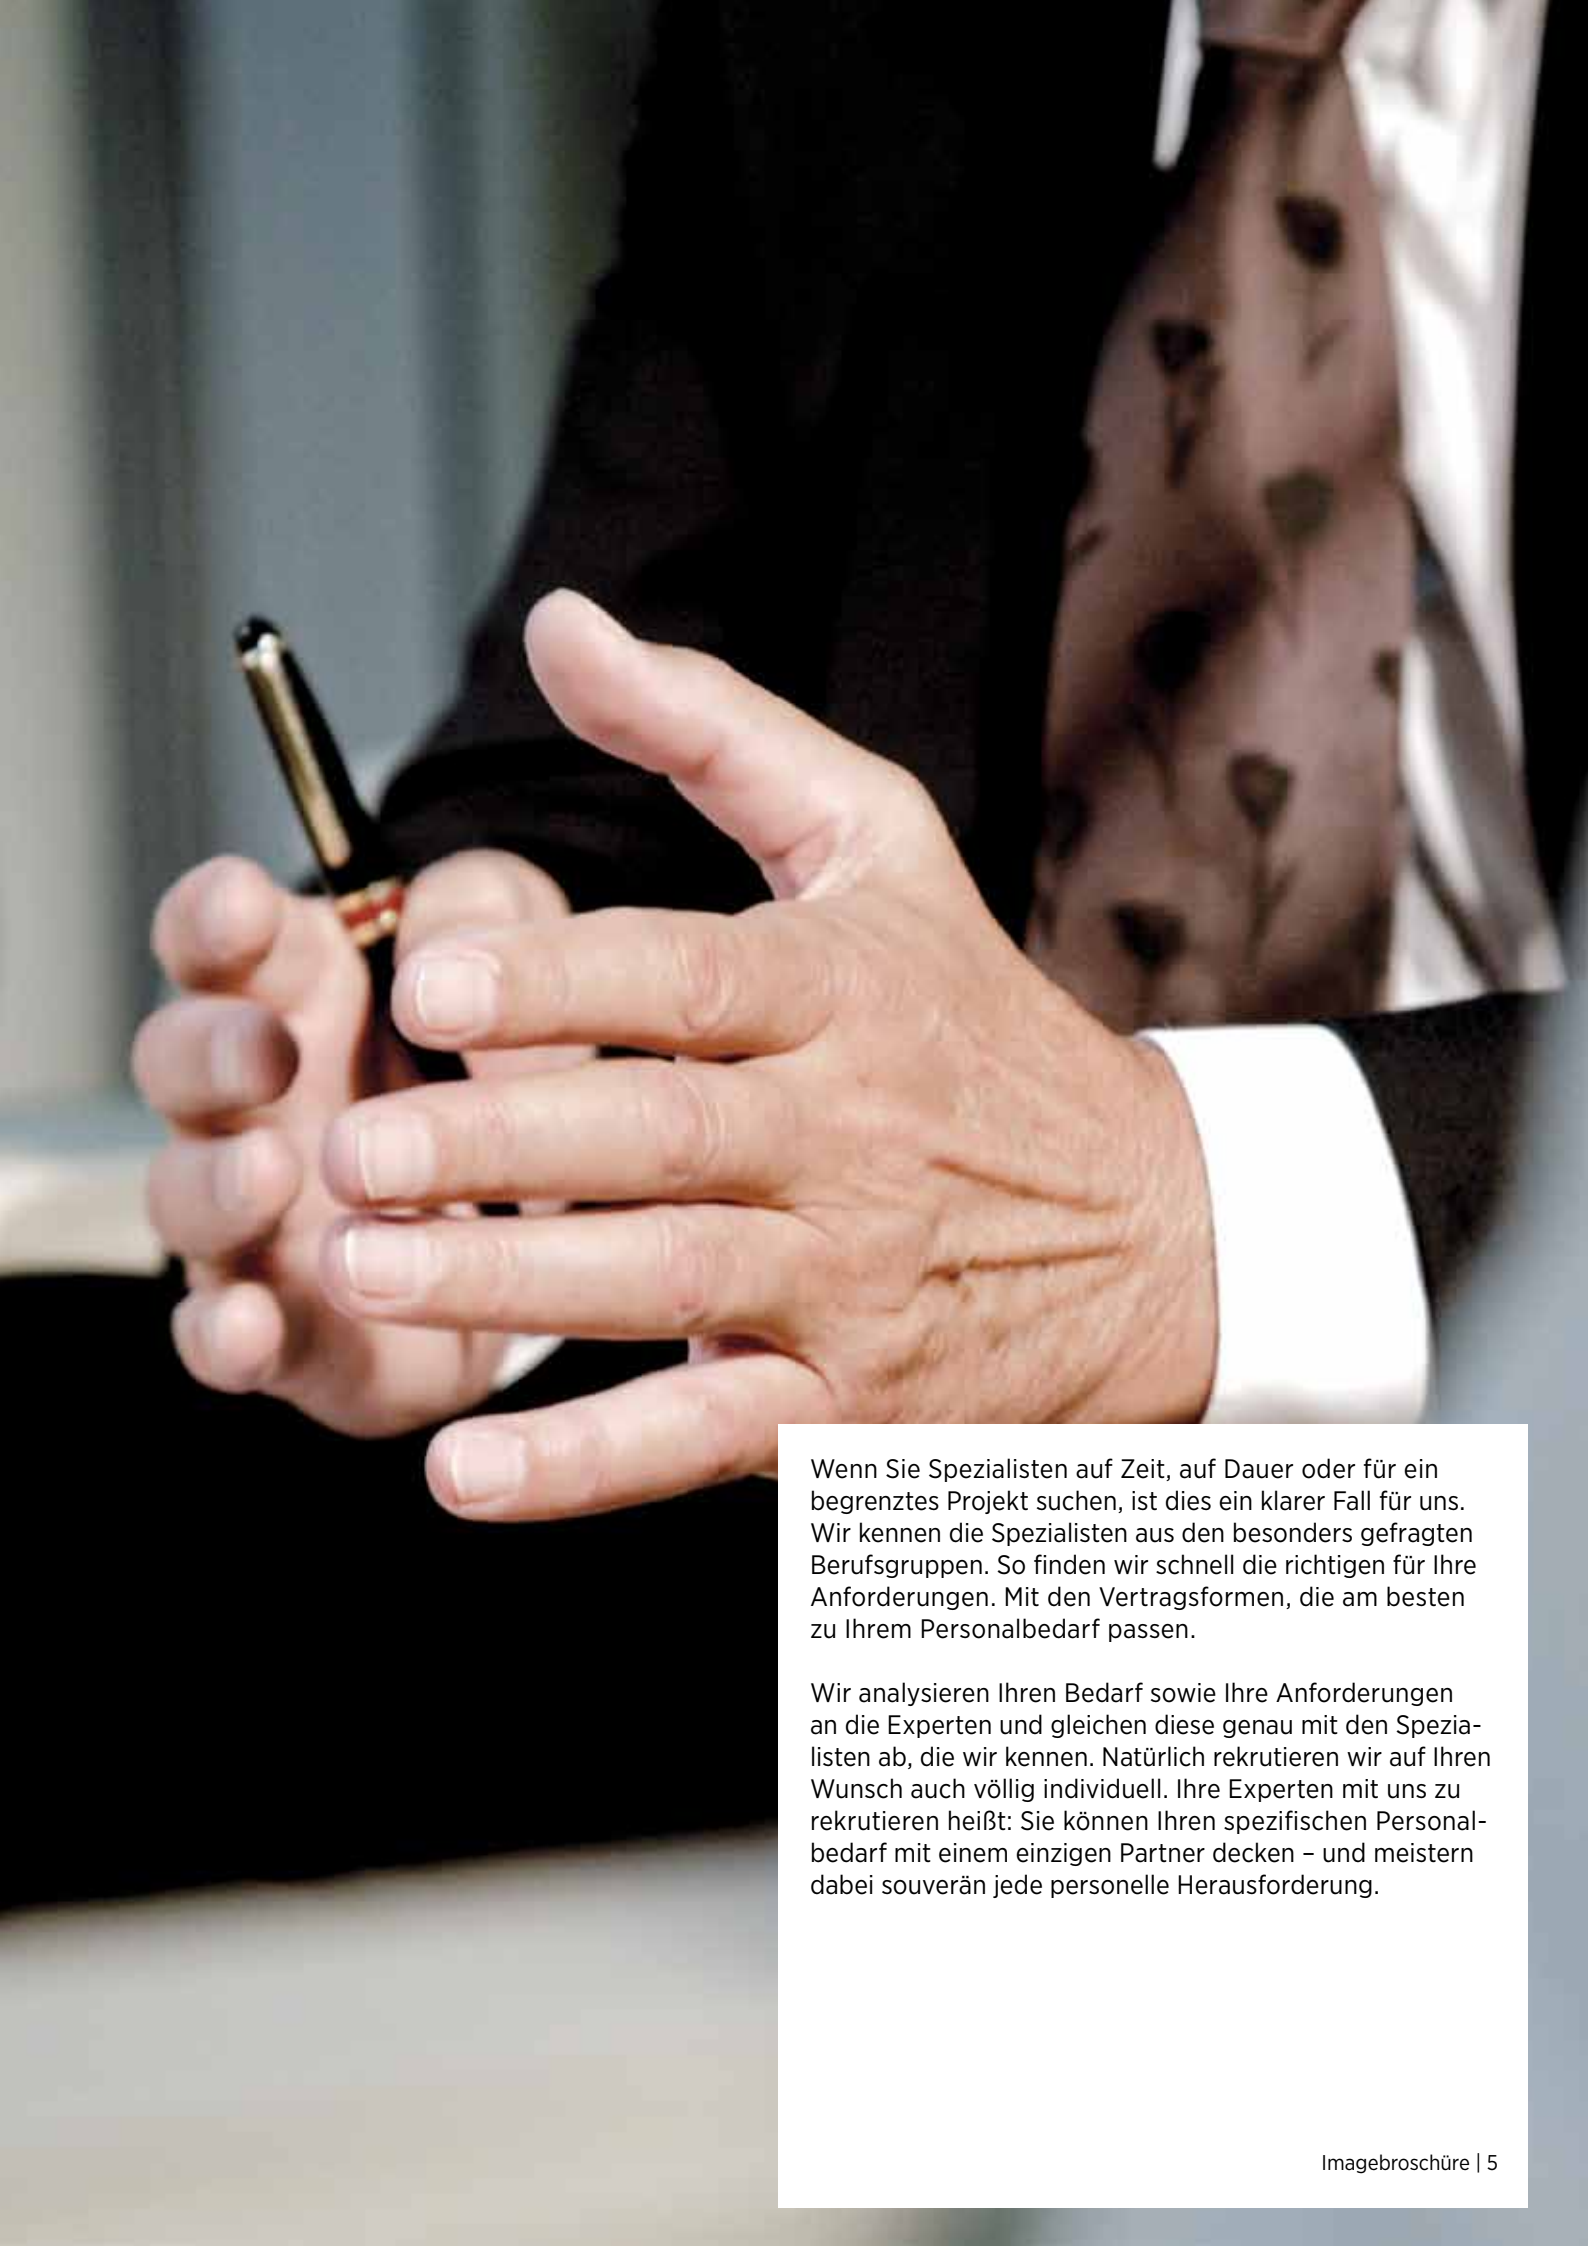 Wenn Sie Spezialisten auf Zeit, auf Dauer oder für ein
begrenztes Projekt suchen, ist dies ein klarer Fall für uns.
Wir kennen die Spezialisten aus den besonders gefragten
Berufsgruppen. So finden wir schnell die richtigen für Ihre
Anforderungen. Mit den Vertragsformen, die am besten
zu Ihrem Personalbedarf passen.
Wir analysieren Ihren Bedarf sowie Ihre Anforderungen
an die Experten und gleichen diese genau mit den Spezia-
listen ab, die wir kennen. Natürlich rekrutieren wir auf Ihren
Wunsch auch völlig individuell. Ihre Experten mit uns zu
rekrutieren heißt: Sie können Ihren spezifischen Personal-
bedarf mit einem einzigen Partner decken – und meistern
dabei souverän jede personelle Herausforderung.
Imagebroschüre | 5